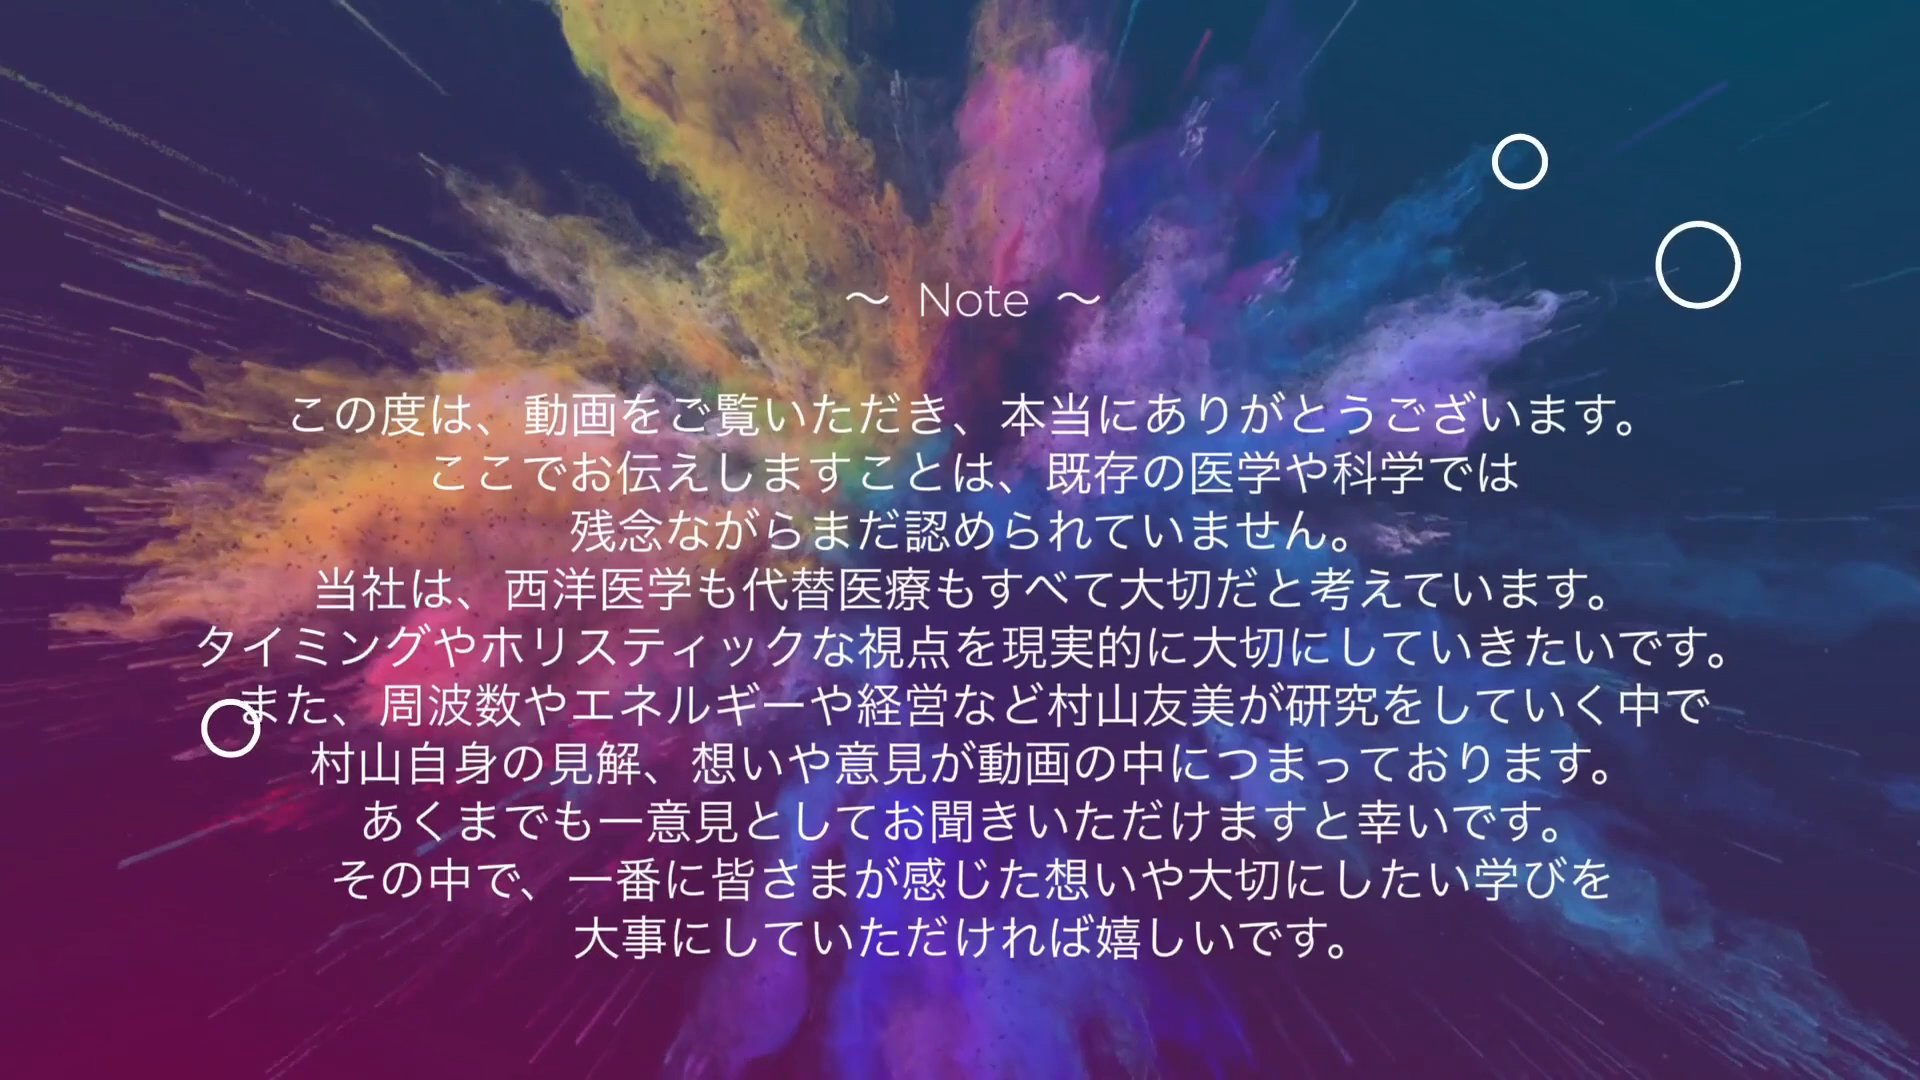 ～ Note ～
この度は、動画をご覧いただき、本当にありがとうございます。
ここでお伝えしますことは、既存の医学や科学では
残念ながらまだ認められていません。
当社は、西洋医学も代替医療もすべて大切だと考えています。
タイミングやホリスティックな視点を現実的に大切にしていきたいです。
また、周波数やエネルギーや経営など村山友美が研究をしていく中で
村山自身の見解、想いや意見が動画の中につまっております。
あくまでも一意見としてお聞きいただけますと幸いです。
その中で、一番に皆さまが感じた想いや大切にしたい学びを
大事にしていただければ嬉しいです。